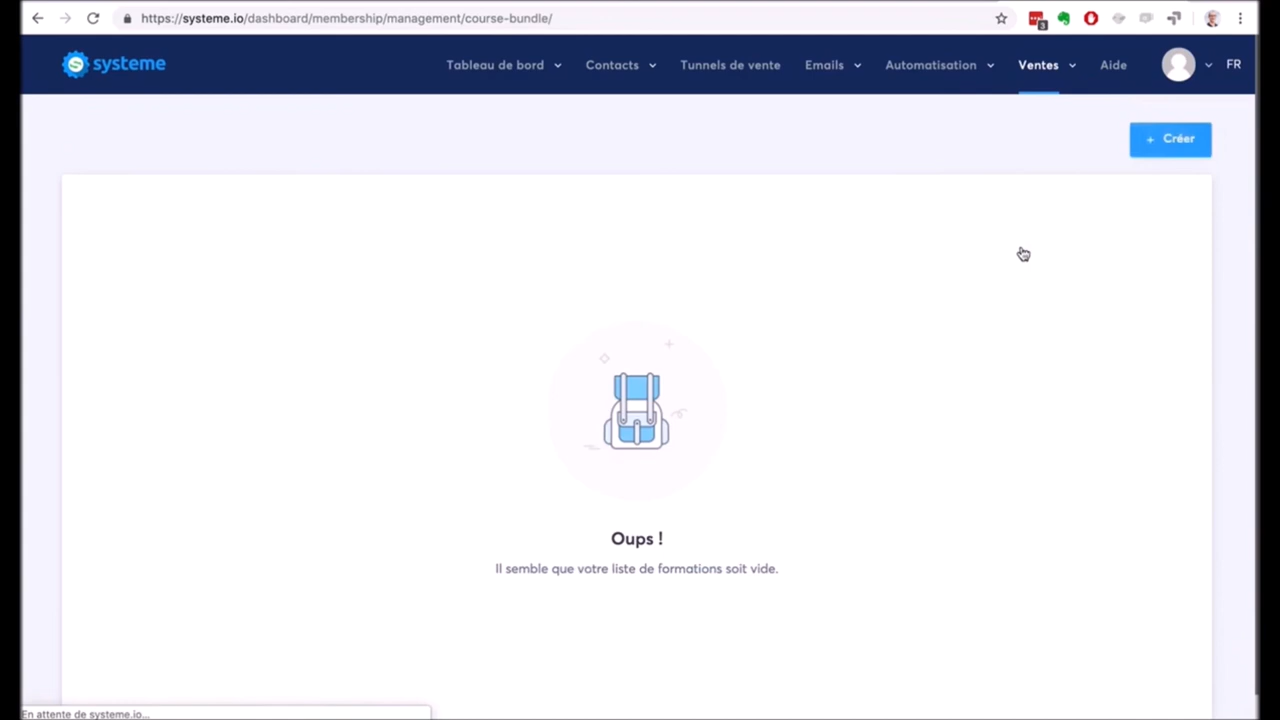 https://systeme.io/dashboard/membership/management/course-bundle/
3
systeme
Tableau de bord
Contacts
Tunnels de vente
Emails
Automatisation
Ventes
Aide
FR
+ Créer
Oups !
Il semble que votre liste de formations soit vide.
En attente de systeme.io...